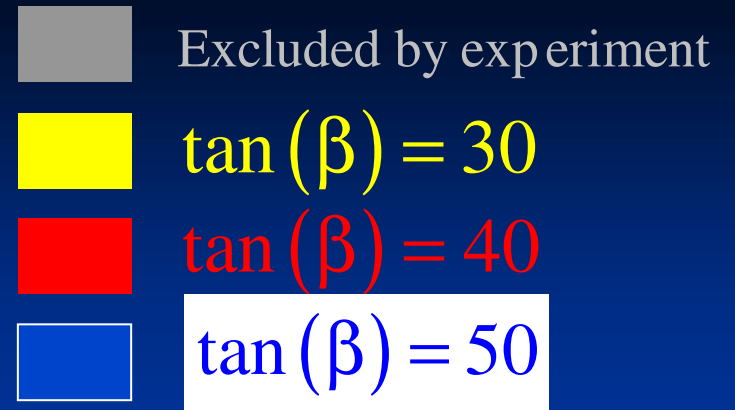 Excluded by experiment
tan(β) = 30
tan(β) = 40
tan(β) = 50